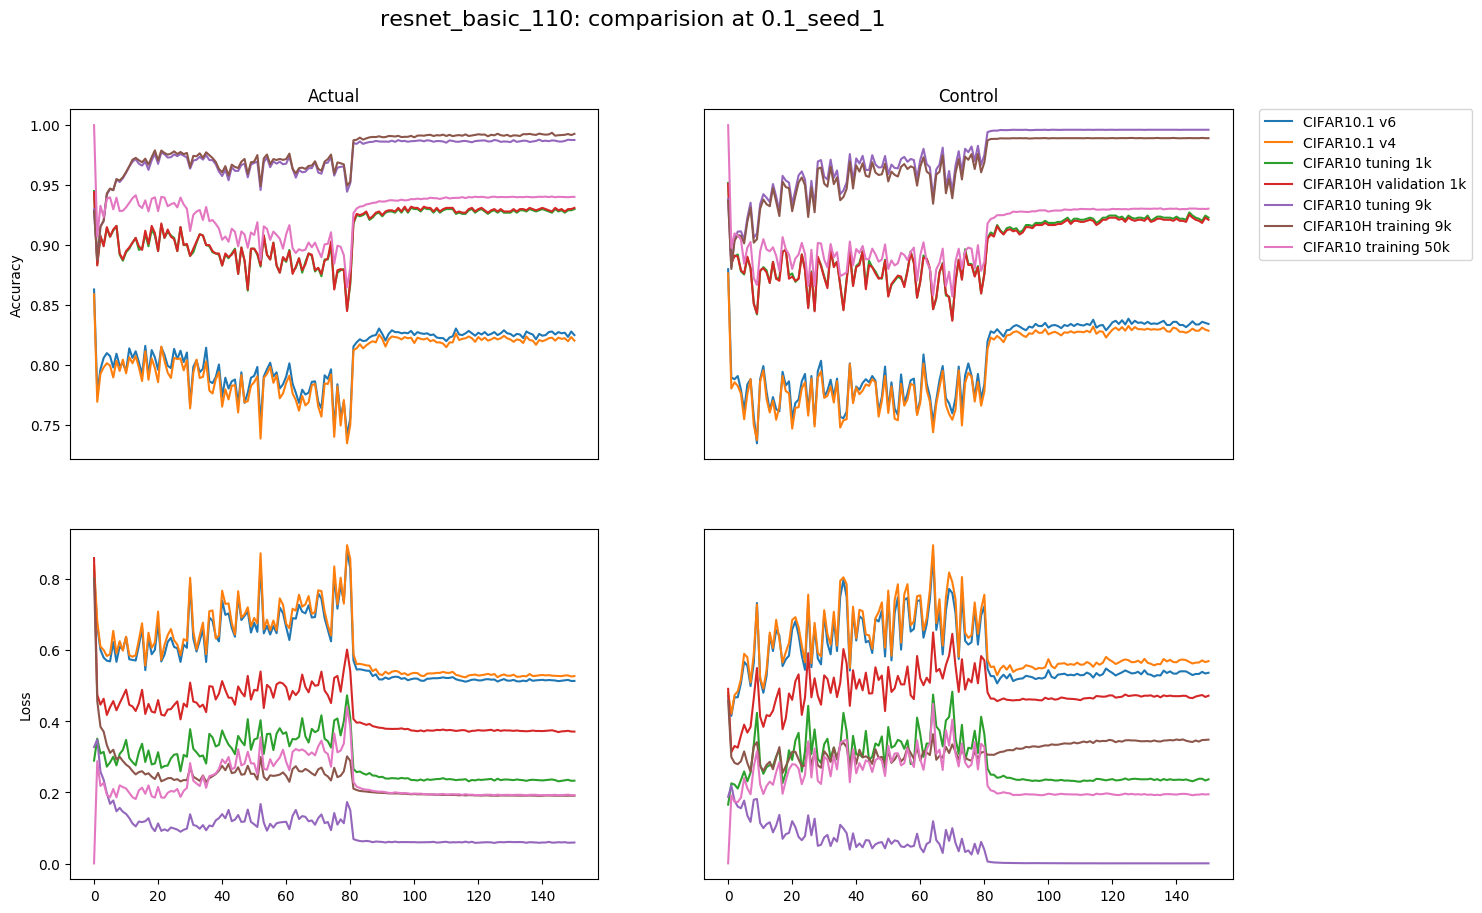 resnet_basic_110: comparision at 0.1_seed_1
Actual
Control
CIFAR10.1 v6
CIFAR10.1 v4
CIFAR10 tuning 1k
CIFAR10H validation 1k
CIFAR10 tuning 9k
CIFAR10H training 9k
CIFAR10 training 50k
Accuracy
1.00
0.95
0.90
0.85
0.80
0.75
Loss
0.8
0.6
0.4
0.2
0.0
0 20 40 60 80 100 120 140
0 20 40 60 80 100 120 140